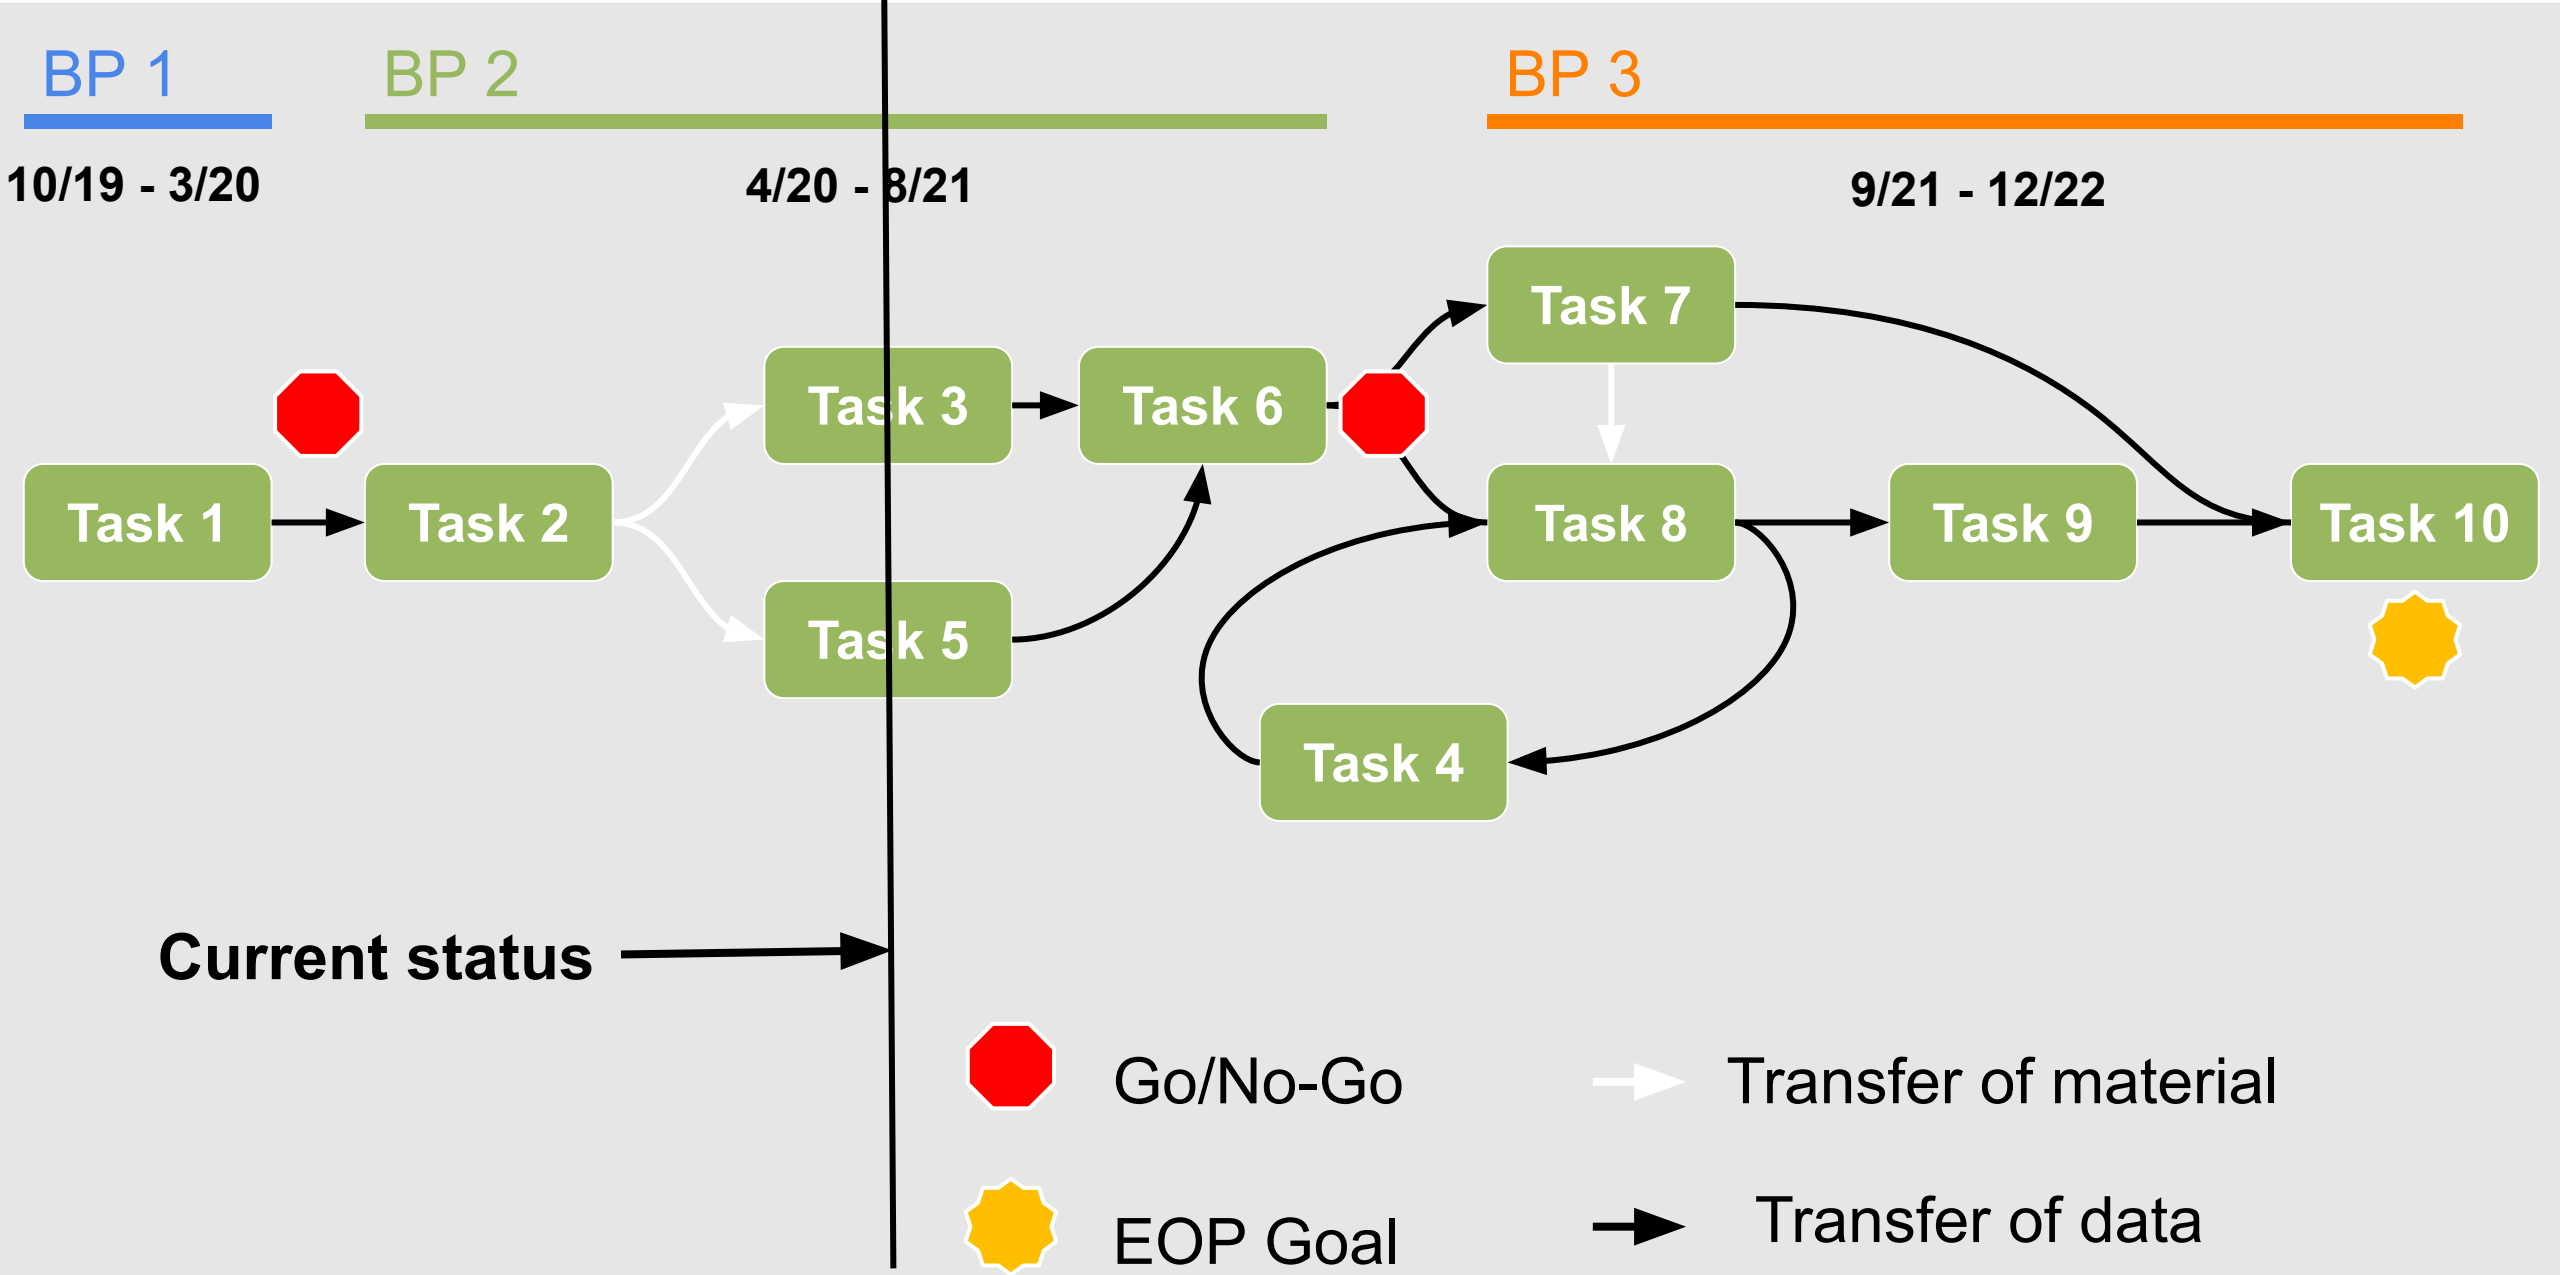 BP 1
BP 2
BP 3
10/19 - 3/20
4/20 - 8/21
9/21 - 12/22
Task 7
Task 3
Task 6
Task 1
Task 2
Task 8
Task 9
Task 10
Task 5
Task 4
Current status
Go/No-Go
Transfer of material
EOP Goal
Transfer of data